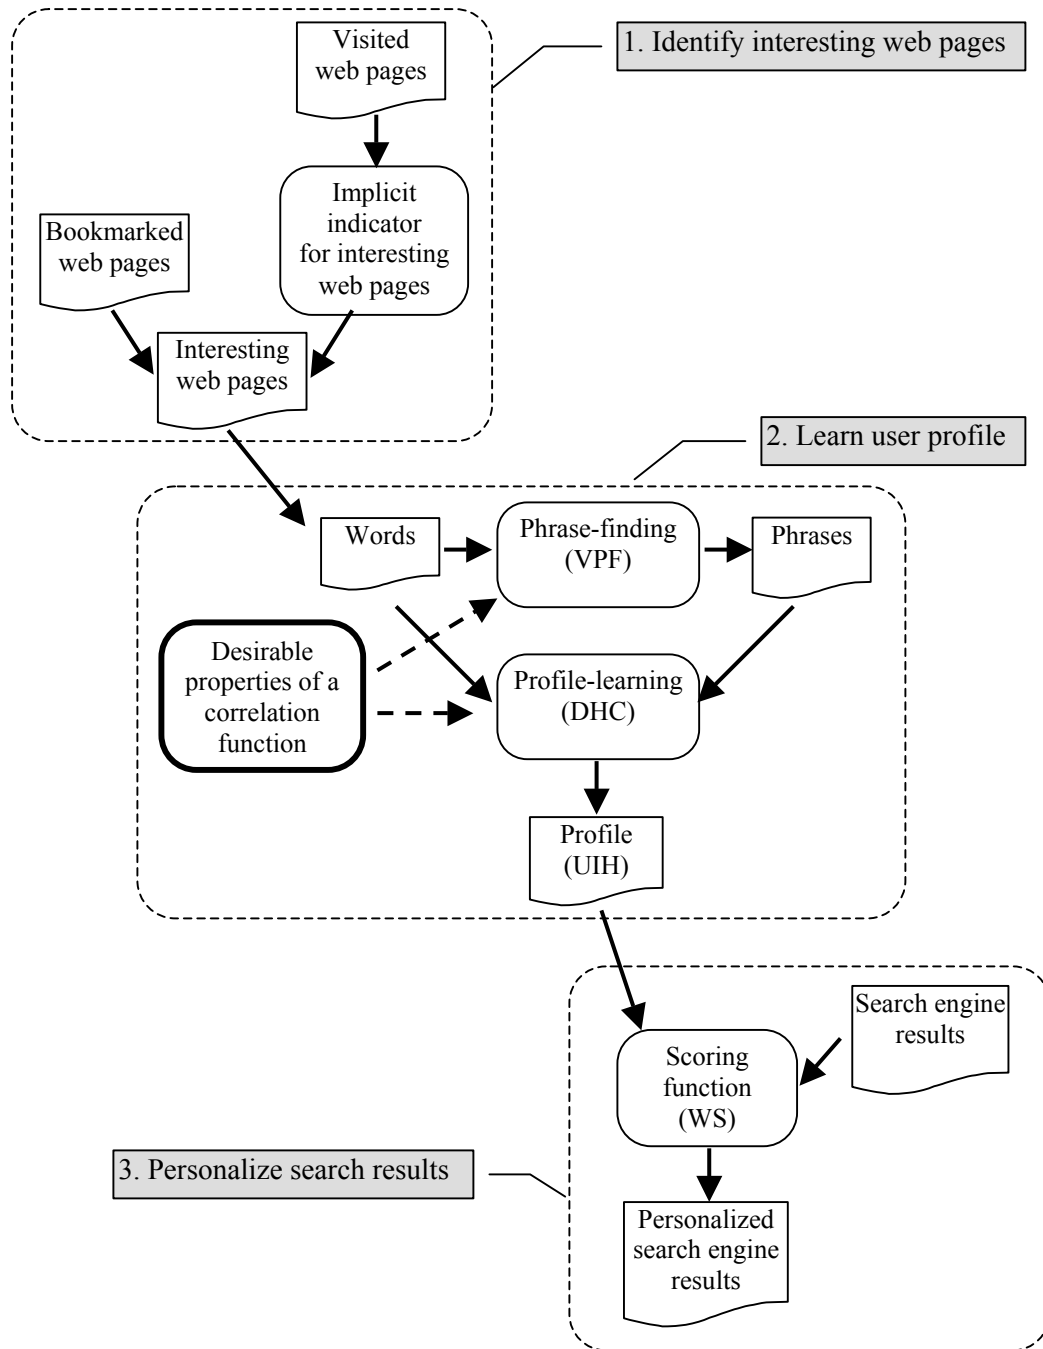 Visited
web pages
1. Identify interesting web pages
Implicit
indicator
for interesting
web pages
Bookmarked
web pages
Interesting
web pages
2. Learn user profile
Words
Phrase-finding
(VPF)
Phrases
Desirable
properties of a
correlation
function
Profile-learning
(DHC)
Profile
(UIH)
Search engine
results
Scoring
function
(WS)
3. Personalize search results
Personalized
search engine
results